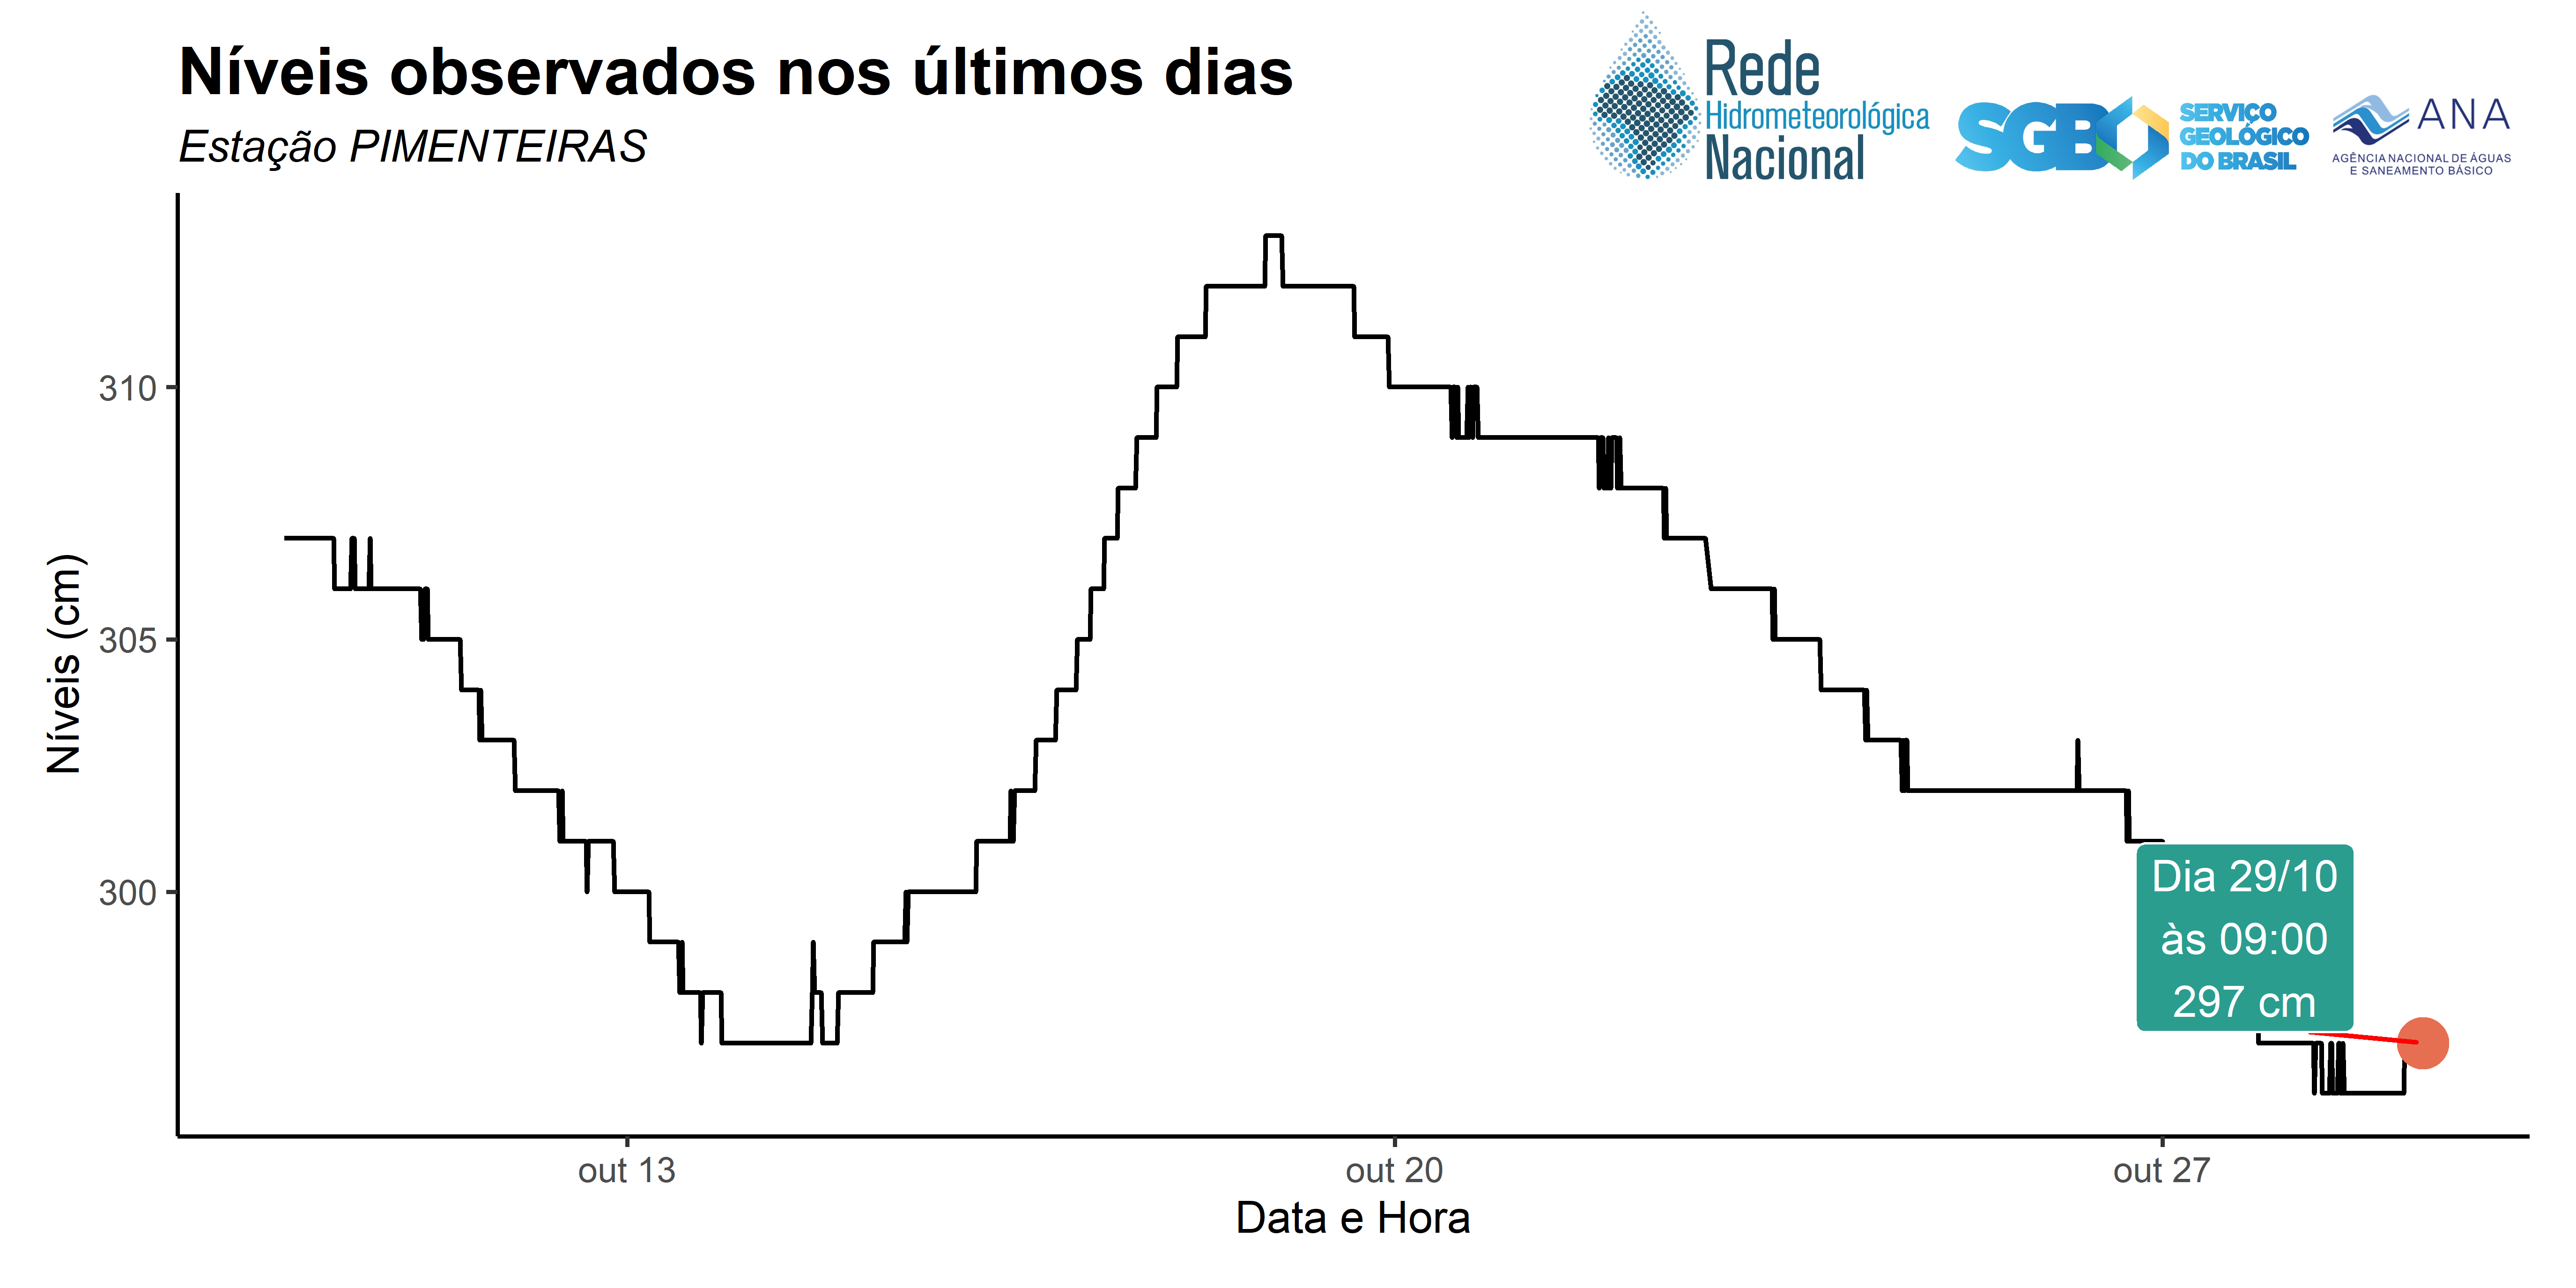 Níveis observados nos últimos dias
Estação PIMENTEIRAS
Rede
Hidrometeorológica
Nacional
SGB
SERVIÇO
GEOLÓGICO
DO BRASIL
ANA
AGÊNCIA NACIONAL DE ÁGUAS
E SANEAMENTO BÁSICO
Níveis (cm)
310
305
300
Dia 29/10
às 09:00
297 cm
out 13
out 20
out 27
Data e Hora